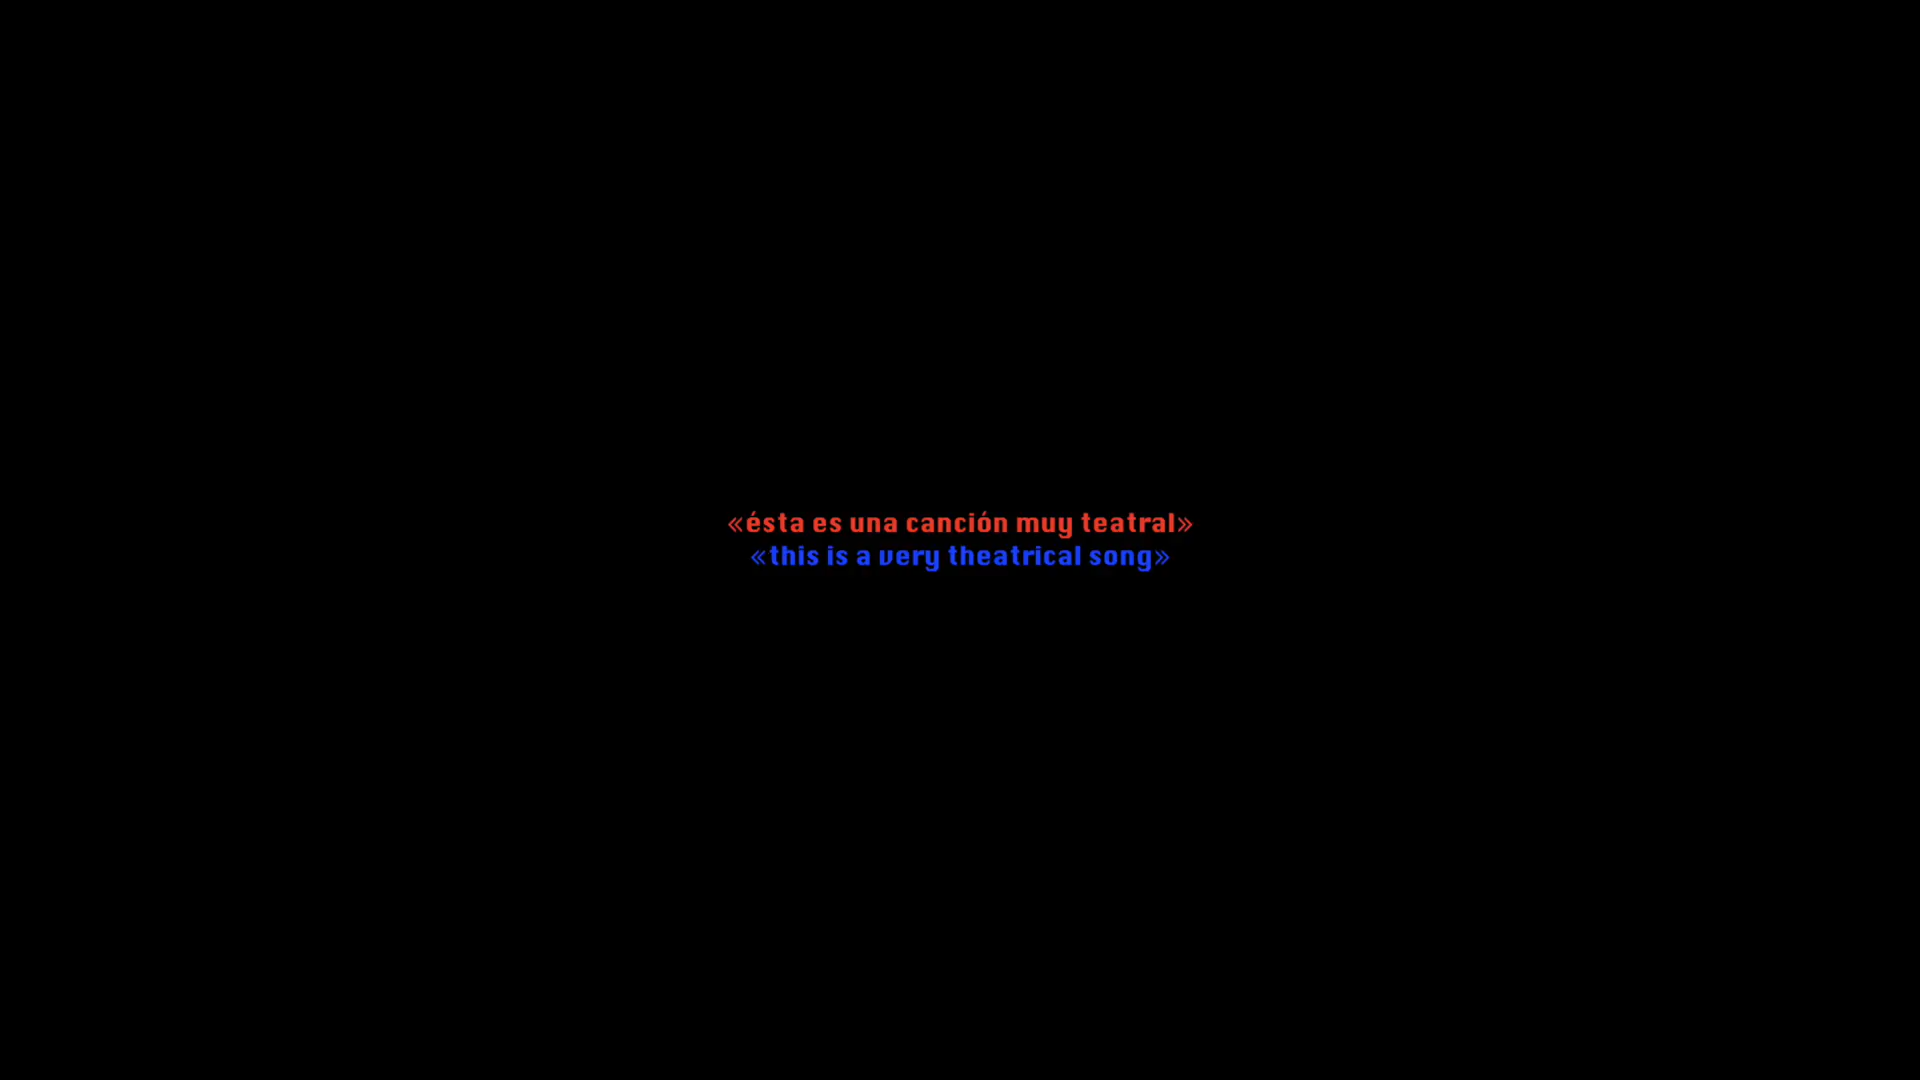 «ésta es una canción muy teatral»
«this is a very theatrical song»